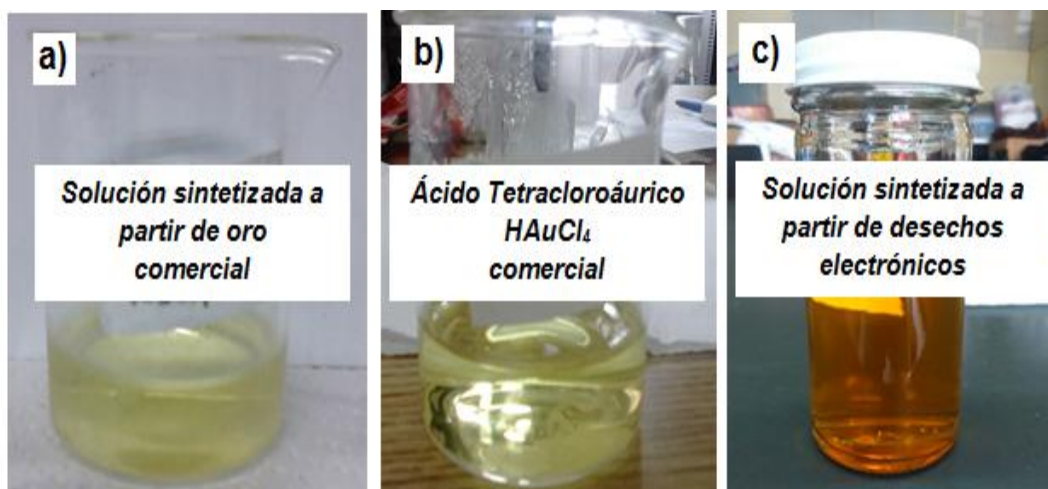 a)
Solución sintetizada a
partir de oro
comercial
b)
Ácido Tetracloroáurico
HAuCl₄
comercial
c)
Solución sintetizada a
partir de desechos
electrónicos